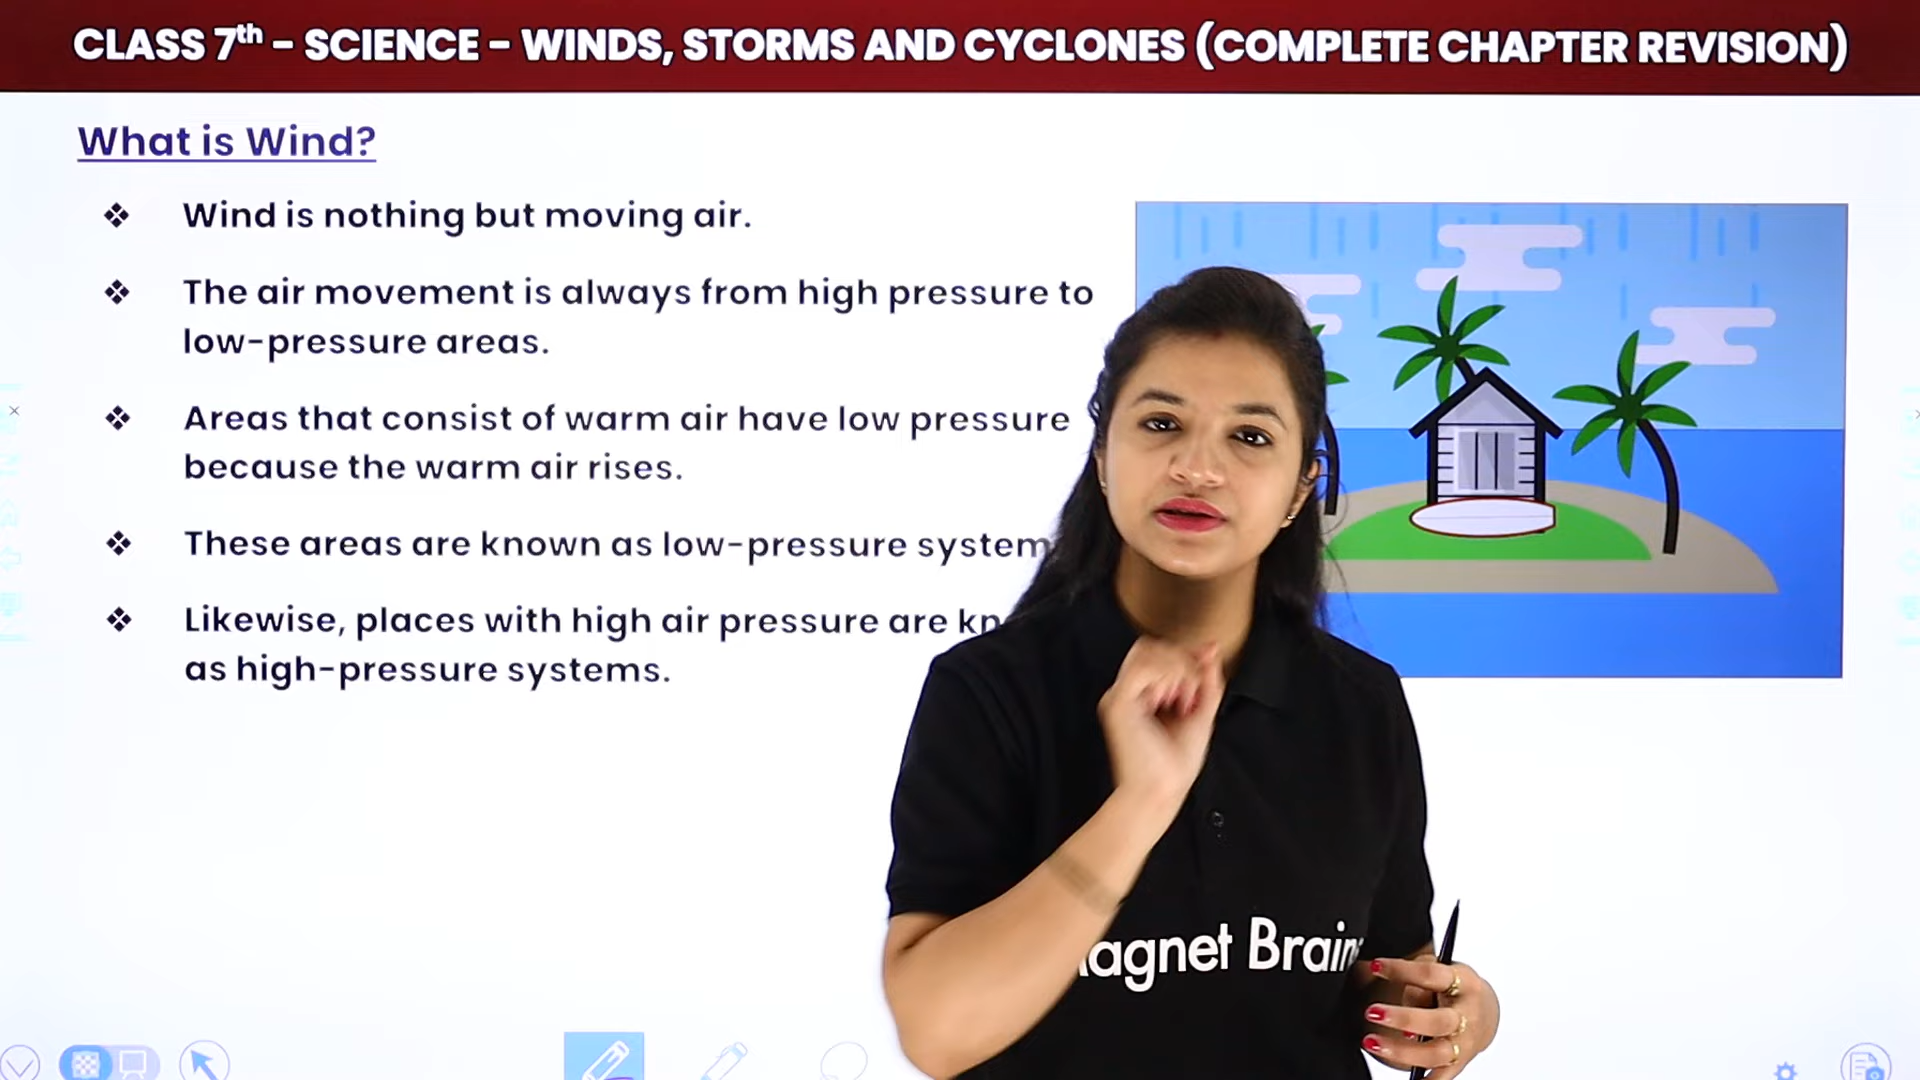 CLASS 7th – SCIENCE – WINDS, STORMS AND CYCLONES (COMPLETE CHAPTER REVISION)
What is Wind?
❖ Wind is nothing but moving air.
❖ The air movement is always from high pressure to
low-pressure areas.
❖ Areas that consist of warm air have low pressure
because the warm air rises.
❖ These areas are known as low-pressure system
❖ Likewise, places with high air pressure are kn
as high-pressure systems.
agnet Brain